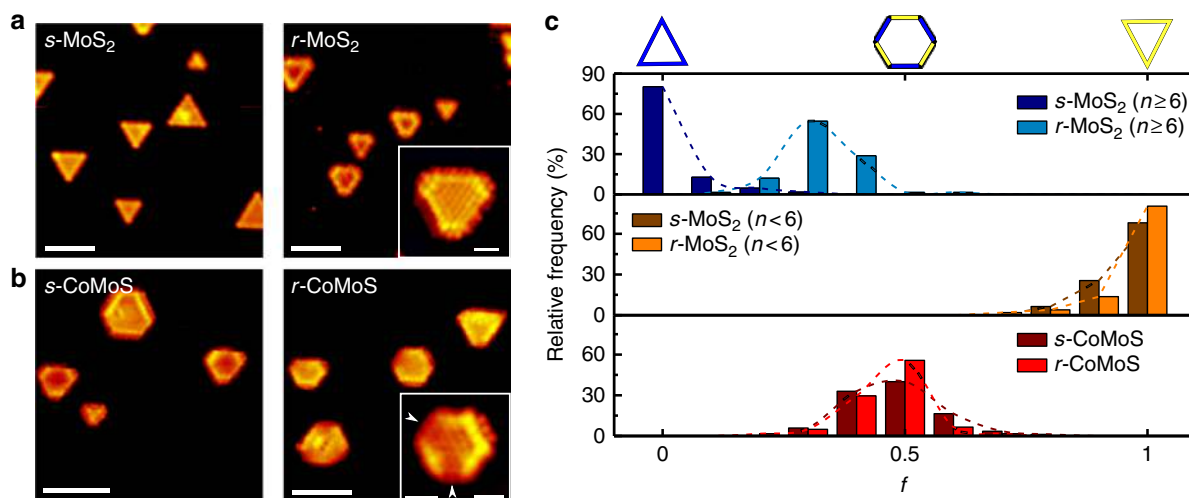 a
s-MoS₂
r-MoS₂
b
s-CoMoS
r-CoMoS
c
Relative frequency (%)
90
60
30
0
s-MoS₂ (n≥6)
r-MoS₂ (n≥6)
60
30
0
s-MoS₂ (n<6)
r-MoS₂ (n<6)
60
30
0
s-CoMoS
r-CoMoS
0
0.5
1
f